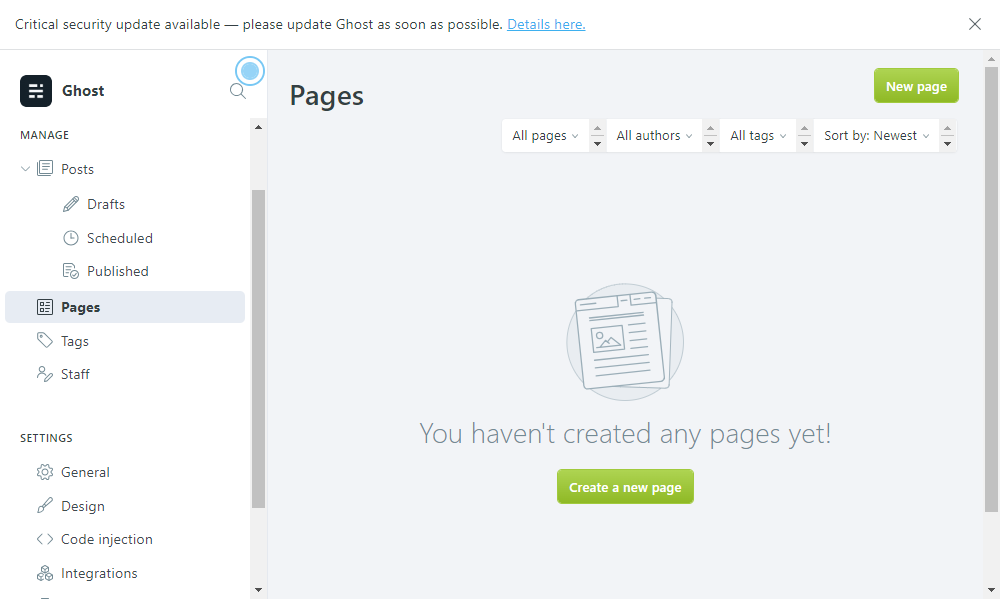 Critical security update available — please update Ghost as soon as possible. Details here.
Ghost
MANAGE
Posts
Drafts
Scheduled
Published
Pages
Tags
Staff
SETTINGS
General
Design
Code injection
Integrations
Pages
New page
All pages
All authors
All tags
Sort by: Newest
You haven't created any pages yet!
Create a new page